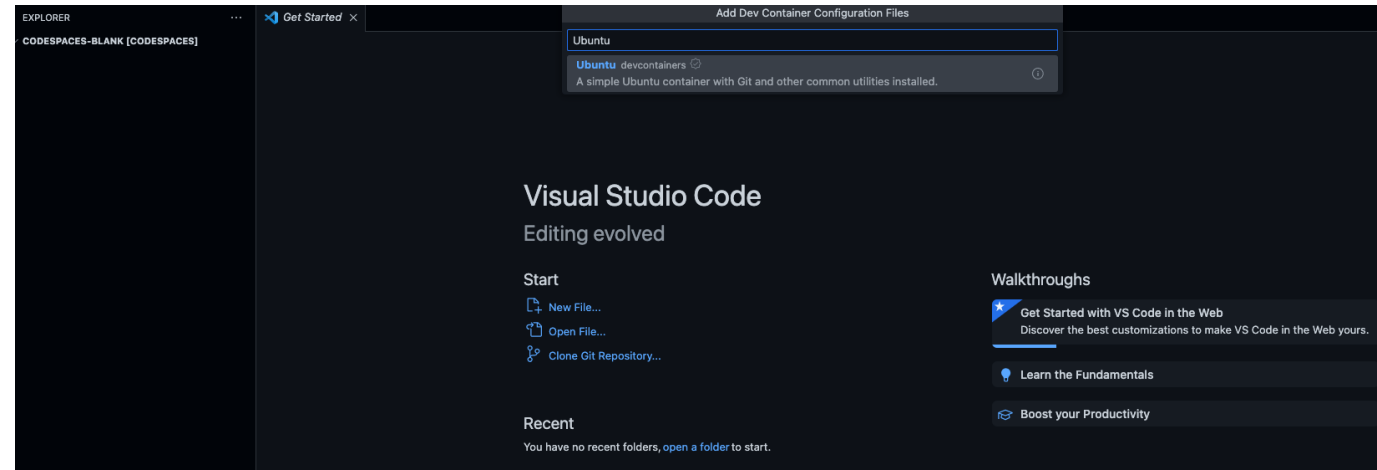 EXPLORER
CODESPACES-BLANK [CODESPACES]
Get Started
Add Dev Container Configuration Files
Ubuntu
Ubuntu devcontainers
A simple Ubuntu container with Git and other common utilities installed.
Visual Studio Code
Editing evolved
Start
New File...
Open File...
Clone Git Repository...
Recent
You have no recent folders, open a folder to start.
Walkthroughs
Get Started with VS Code in the Web
Discover the best customizations to make VS Code in the Web yours.
Learn the Fundamentals
Boost your Productivity